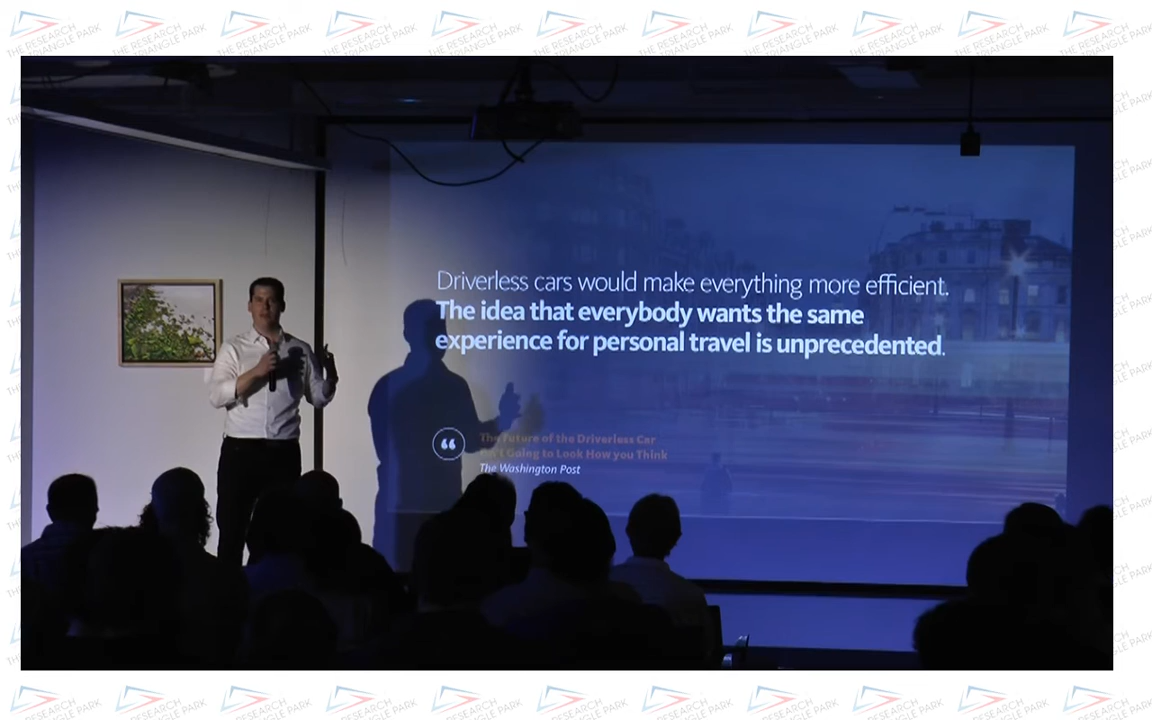 Driverless cars would make everything more efficient.
The idea that everybody wants the same
experience for personal travel is unprecedented.
The Future of the Driverless Car
Isn't Going to Look How you Think
The Washington Post
THE RESEARCH
TRIANGLE PARK